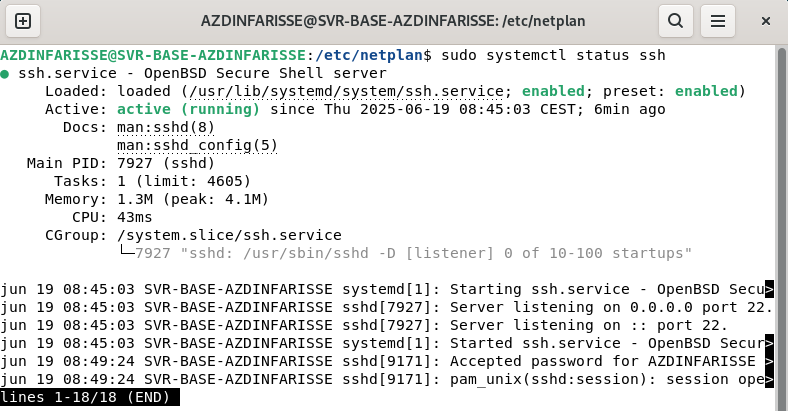 AZDINFARISSE@SVR-BASE-AZDINFARISSE: /etc/netplan
AZDINFARISSE@SVR-BASE-AZDINFARISSE:/etc/netplan$ sudo systemctl status ssh
● ssh.service - OpenBSD Secure Shell server
     Loaded: loaded (/usr/lib/systemd/system/ssh.service; enabled; preset: enabled)
     Active: active (running) since Thu 2025-06-19 08:45:03 CEST; 6min ago
       Docs: man:sshd(8)
             man:sshd_config(5)
   Main PID: 7927 (sshd)
      Tasks: 1 (limit: 4605)
     Memory: 1.3M (peak: 4.1M)
        CPU: 43ms
     CGroup: /system.slice/ssh.service
             └─7927 "sshd: /usr/sbin/sshd -D [listener] 0 of 10-100 startups"
jun 19 08:45:03 SVR-BASE-AZDINFARISSE systemd[1]: Starting ssh.service - OpenBSD Secu>
jun 19 08:45:03 SVR-BASE-AZDINFARISSE sshd[7927]: Server listening on 0.0.0.0 port 22.
jun 19 08:45:03 SVR-BASE-AZDINFARISSE sshd[7927]: Server listening on :: port 22.
jun 19 08:45:03 SVR-BASE-AZDINFARISSE systemd[1]: Started ssh.service - OpenBSD Secur>
jun 19 08:49:24 SVR-BASE-AZDINFARISSE sshd[9171]: Accepted password for AZDINFARISSE >
jun 19 08:49:24 SVR-BASE-AZDINFARISSE sshd[9171]: pam_unix(sshd:session): session ope>
lines 1-18/18 (END)